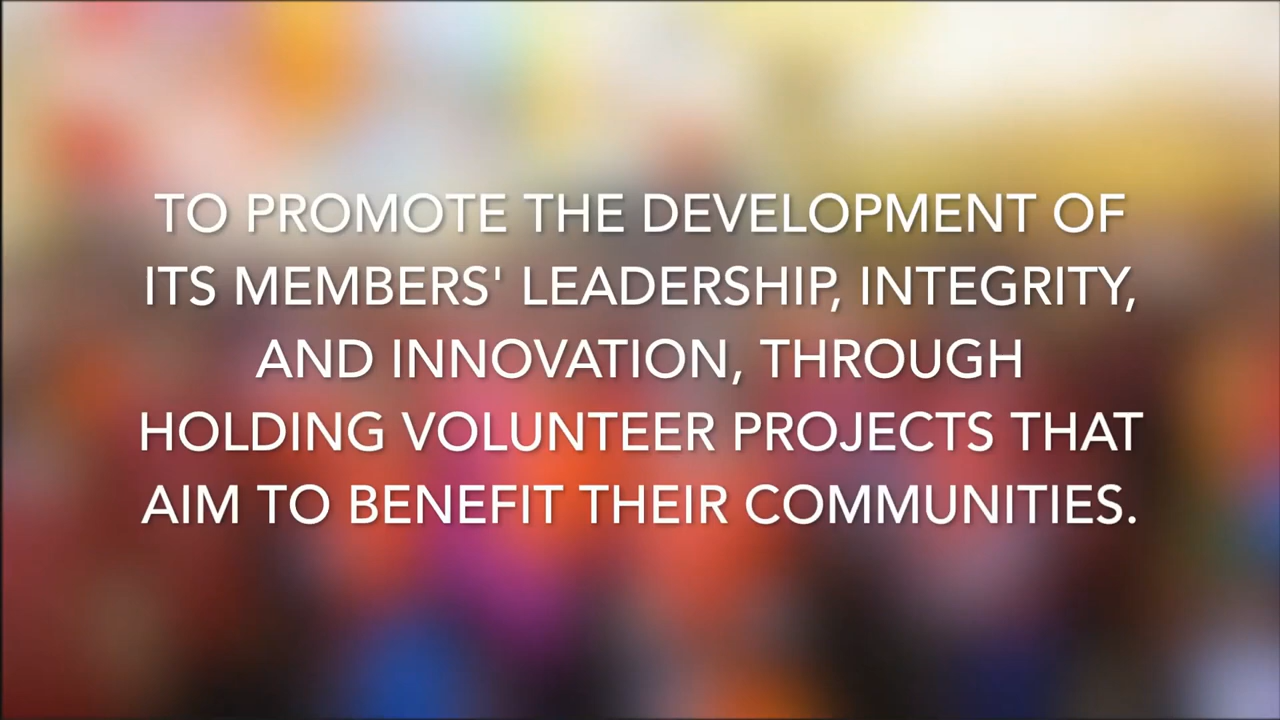 TO PROMOTE THE DEVELOPMENT OF
ITS MEMBERS' LEADERSHIP, INTEGRITY,
AND INNOVATION, THROUGH
HOLDING VOLUNTEER PROJECTS THAT
AIM TO BENEFIT THEIR COMMUNITIES.